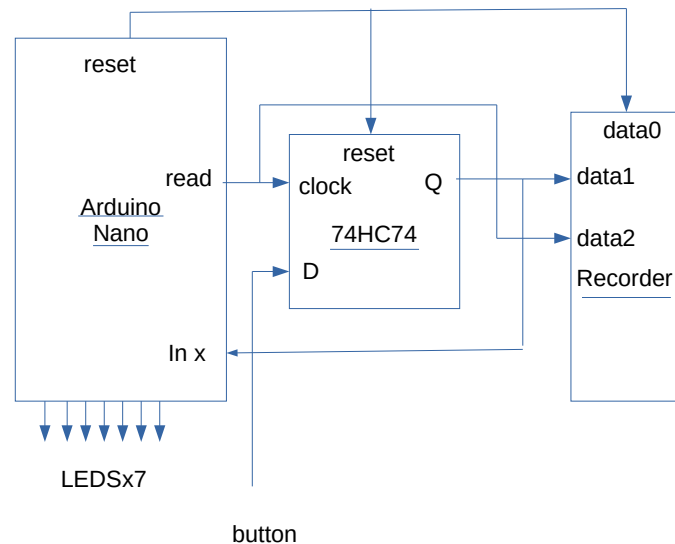 reset
data0
reset
read
clock
Q
data1
Arduino
Nano
74HC74
data2
D
Recorder
In x
LEDSx7
button